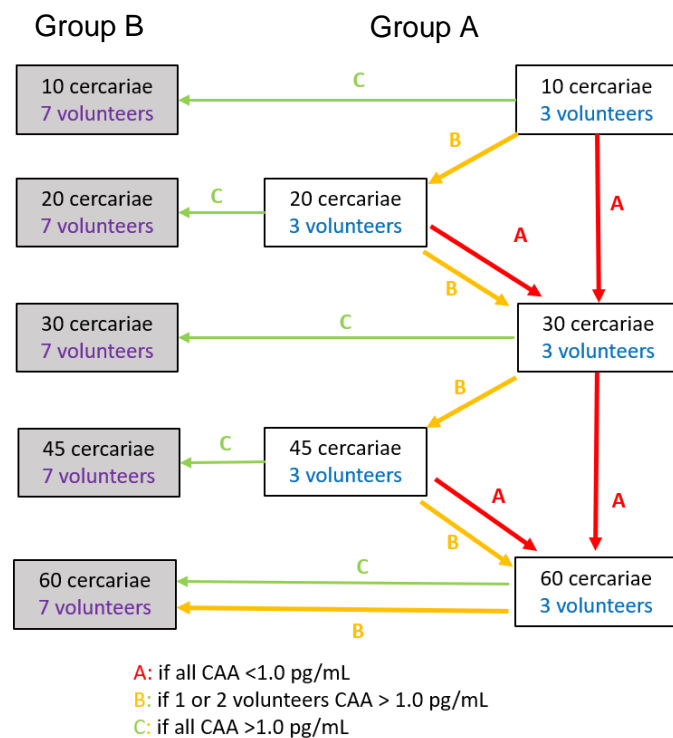 Group B
Group A
10 cercariae
7 volunteers
C
10 cercariae
3 volunteers
B
A
20 cercariae
7 volunteers
C
20 cercariae
3 volunteers
A
B
30 cercariae
7 volunteers
C
30 cercariae
3 volunteers
B
45 cercariae
7 volunteers
C
45 cercariae
3 volunteers
A
A
B
60 cercariae
7 volunteers
C
60 cercariae
3 volunteers
B
A: if all CAA <1.0 pg/mL
B: if 1 or 2 volunteers CAA > 1.0 pg/mL
C: if all CAA >1.0 pg/mL